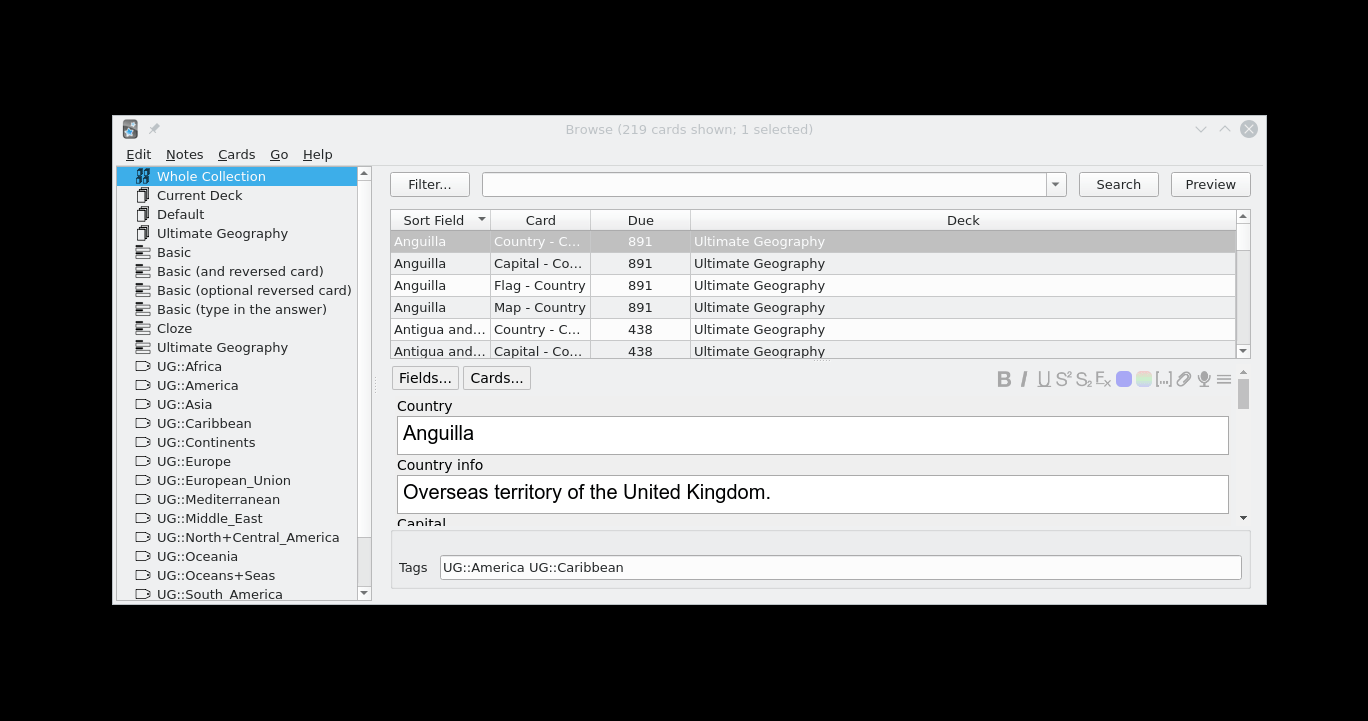 Browse (219 cards shown; 1 selected)
Edit Notes Cards Go Help
Whole Collection
Current Deck
Default
Ultimate Geography
Basic
Basic (and reversed card)
Basic (optional reversed card)
Basic (type in the answer)
Cloze
Ultimate Geography
UG::Africa
UG::America
UG::Asia
UG::Caribbean
UG::Continents
UG::Europe
UG::European_Union
UG::Mediterranean
UG::Middle_East
UG::North+Central_America
UG::Oceania
UG::Oceans+Seas
UG::South_America
Filter... Search Preview
Sort Field Card Due Deck
Anguilla Country - C... 891 Ultimate Geography
Anguilla Capital - Co... 891 Ultimate Geography
Anguilla Flag - Country 891 Ultimate Geography
Anguilla Map - Country 891 Ultimate Geography
Antigua and... Country - C... 438 Ultimate Geography
Antigua and... Capital - Co... 438 Ultimate Geography
Fields... Cards... B I U S² S₂ Ex [...]
Country
Anguilla
Country info
Overseas territory of the United Kingdom.
Capital
Tags UG::America UG::Caribbean